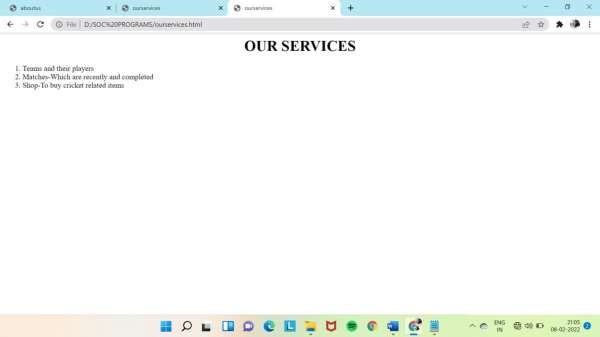 aboutus
ourservices
ourservices
File
D:/SOC%20PROGRAMS/ourservices.html
OUR SERVICES
1. Teams and their players
2. Matches-Which are recently and completed
3. Shop-To buy cricket related items
ENG
IN
21:05
08-02-2022